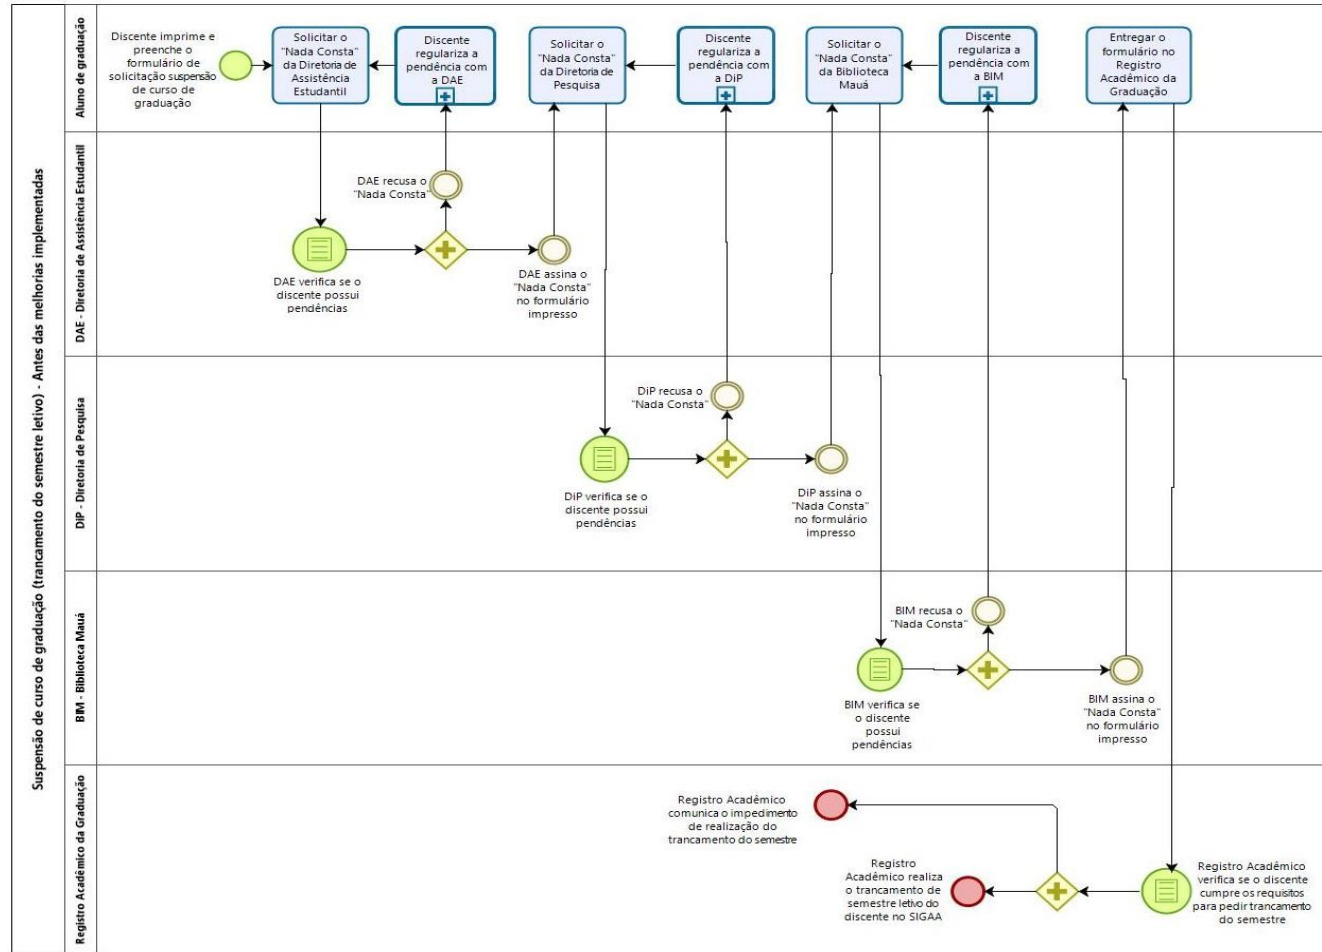 Suspensão de curso de graduação (trancamento do semestre letivo) - Antes das melhorias implementadas
Aluno de graduação
Discente imprime e
preenche o
formulário de
solicitação suspensão
de curso de
graduação
Solicitar o
"Nada Consta"
da Diretoria de
Assistência
Estudantil
Discente
regulariza a
pendência com
a DAE
Solicitar o
"Nada Consta"
da Diretoria de
Pesquisa
Discente
regulariza a
pendência com
a DiP
Solicitar o
"Nada Consta"
da Biblioteca
Mauá
Discente
regulariza a
pendência com
a BIM
Entregar o
formulário no
Registro
Acadêmico da
Graduação
DAE - Diretoria de Assistência Estudantil
DAE recusa o
"Nada Consta"
DAE verifica se o
discente possui
pendências
DAE assina o
"Nada Consta"
no formulário
impresso
DiP - Diretoria de Pesquisa
DiP recusa o
"Nada Consta"
DiP verifica se o
discente possui
pendências
DiP assina o
"Nada Consta"
no formulário
impresso
BIM - Biblioteca Mauá
BIM recusa o
"Nada Consta"
BIM verifica se
o discente
possui
pendências
BIM assina o
"Nada Consta"
no formulário
impresso
Registro Acadêmico da Graduação
Registro Acadêmico
comunica o impedimento
de realização do
trancamento do semestre
Registro
Acadêmico realiza
o trancamento de
semestre letivo do
discente no SIGAA
Registro Acadêmico
verifica se o discente
cumpre os requisitos
para pedir trancamento
do semestre